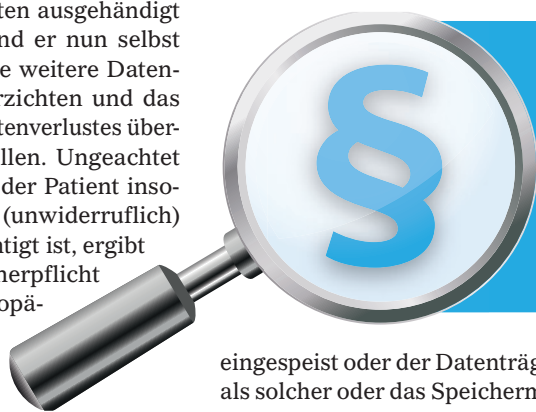 ten ausgehändigt
nd er nun selbst
e weitere Daten-
rzichten und das
tenverlustes über-
llen. Ungeachtet
der Patient inso-
(unwiderruflich)
tigt ist, ergibt
herpflicht
opä-
§
eingespeist oder der Datenträg
als solcher oder das Speicherm